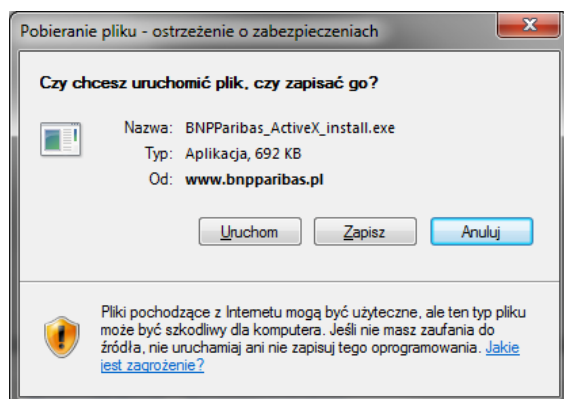 Pobieranie pliku - ostrzeżenie o zabezpieczeniach
Czy chcesz uruchomić plik, czy zapisać go?
Nazwa: BNPParibas_ActiveX_install.exe
Typ: Aplikacja, 692 KB
Od: www.bnpparibas.pl
Uruchom Zapisz Anuluj
Pliki pochodzące z Internetu mogą być użyteczne, ale ten typ pliku
może być szkodliwy dla komputera. Jeśli nie masz zaufania do
źródła, nie uruchamiaj ani nie zapisuj tego oprogramowania. Jakie
jest zagrożenie?